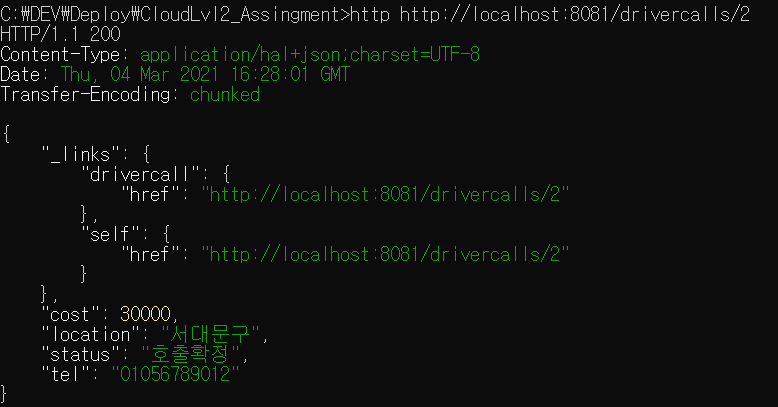 C:₩DEV₩Deploy₩CloudLvl2_Assingment>http http://localhost:8081/drivercalls/2
HTTP/1.1 200
Content-Type: application/hal+json;charset=UTF-8
Date: Thu, 04 Mar 2021 16:28:01 GMT
Transfer-Encoding: chunked

{
    "_links": {
        "drivercall": {
            "href": "http://localhost:8081/drivercalls/2"
        },
        "self": {
            "href": "http://localhost:8081/drivercalls/2"
        }
    },
    "cost": 30000,
    "location": "서대문구",
    "status": "호출확정",
    "tel": "01056789012"
}